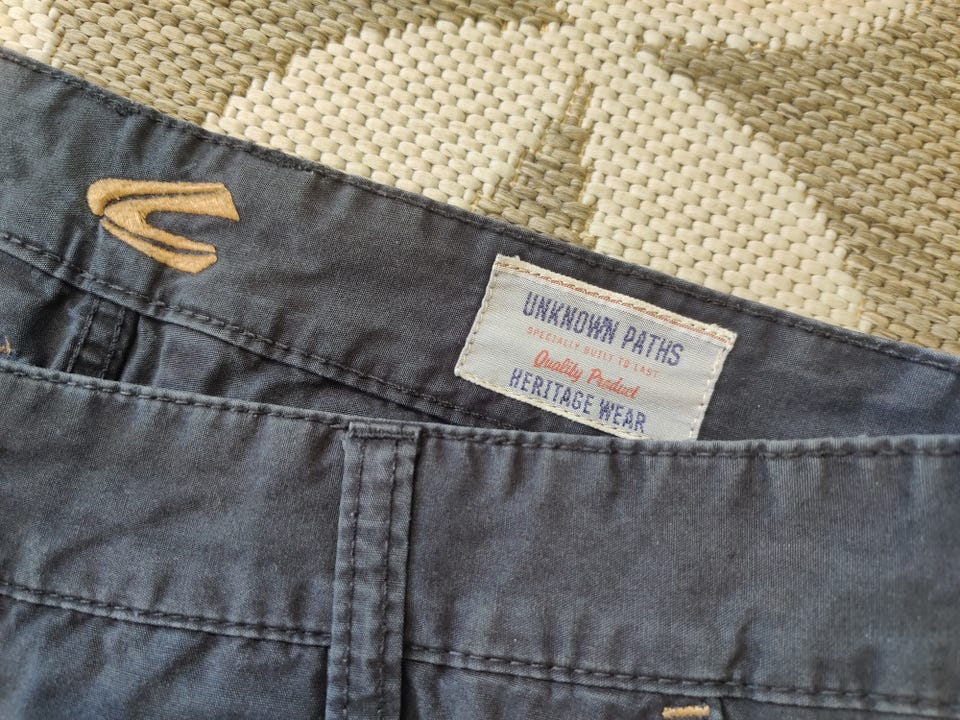 UNKNOWN PATHS
SPECIALLY BUILT TO LAST
Quality Product
HERITAGE WEAR